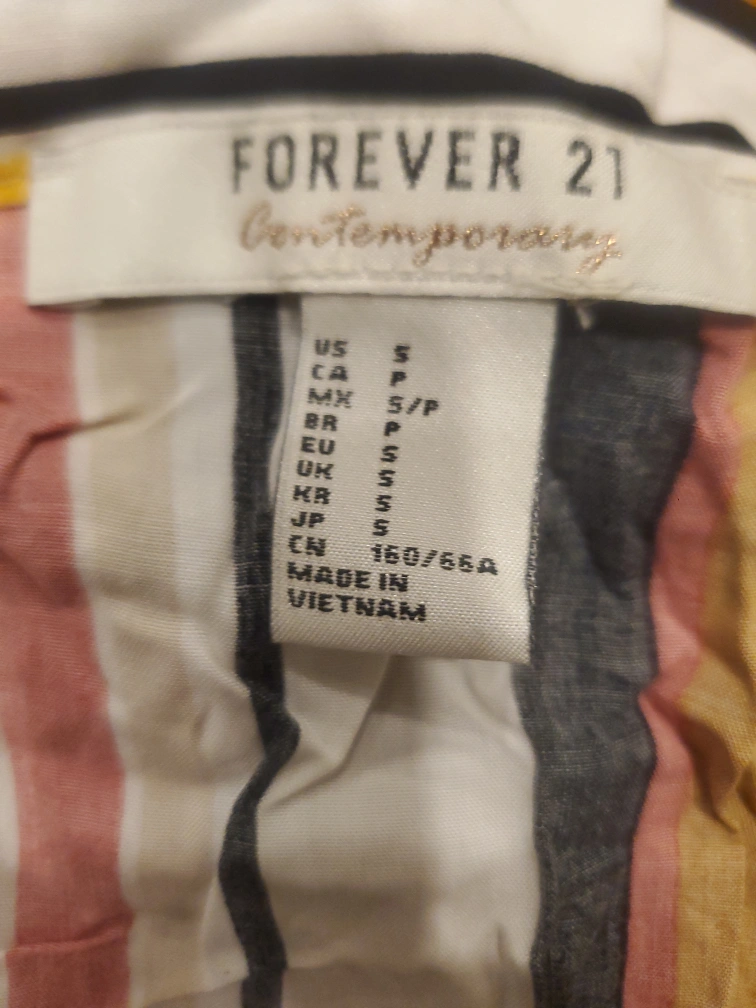 FOREVER 21
Contemporary
US S
CA P
MX S/P
BR P
EU S
UK S
KR S
JP S
CN 160/66A
MADE IN
VIETNAM